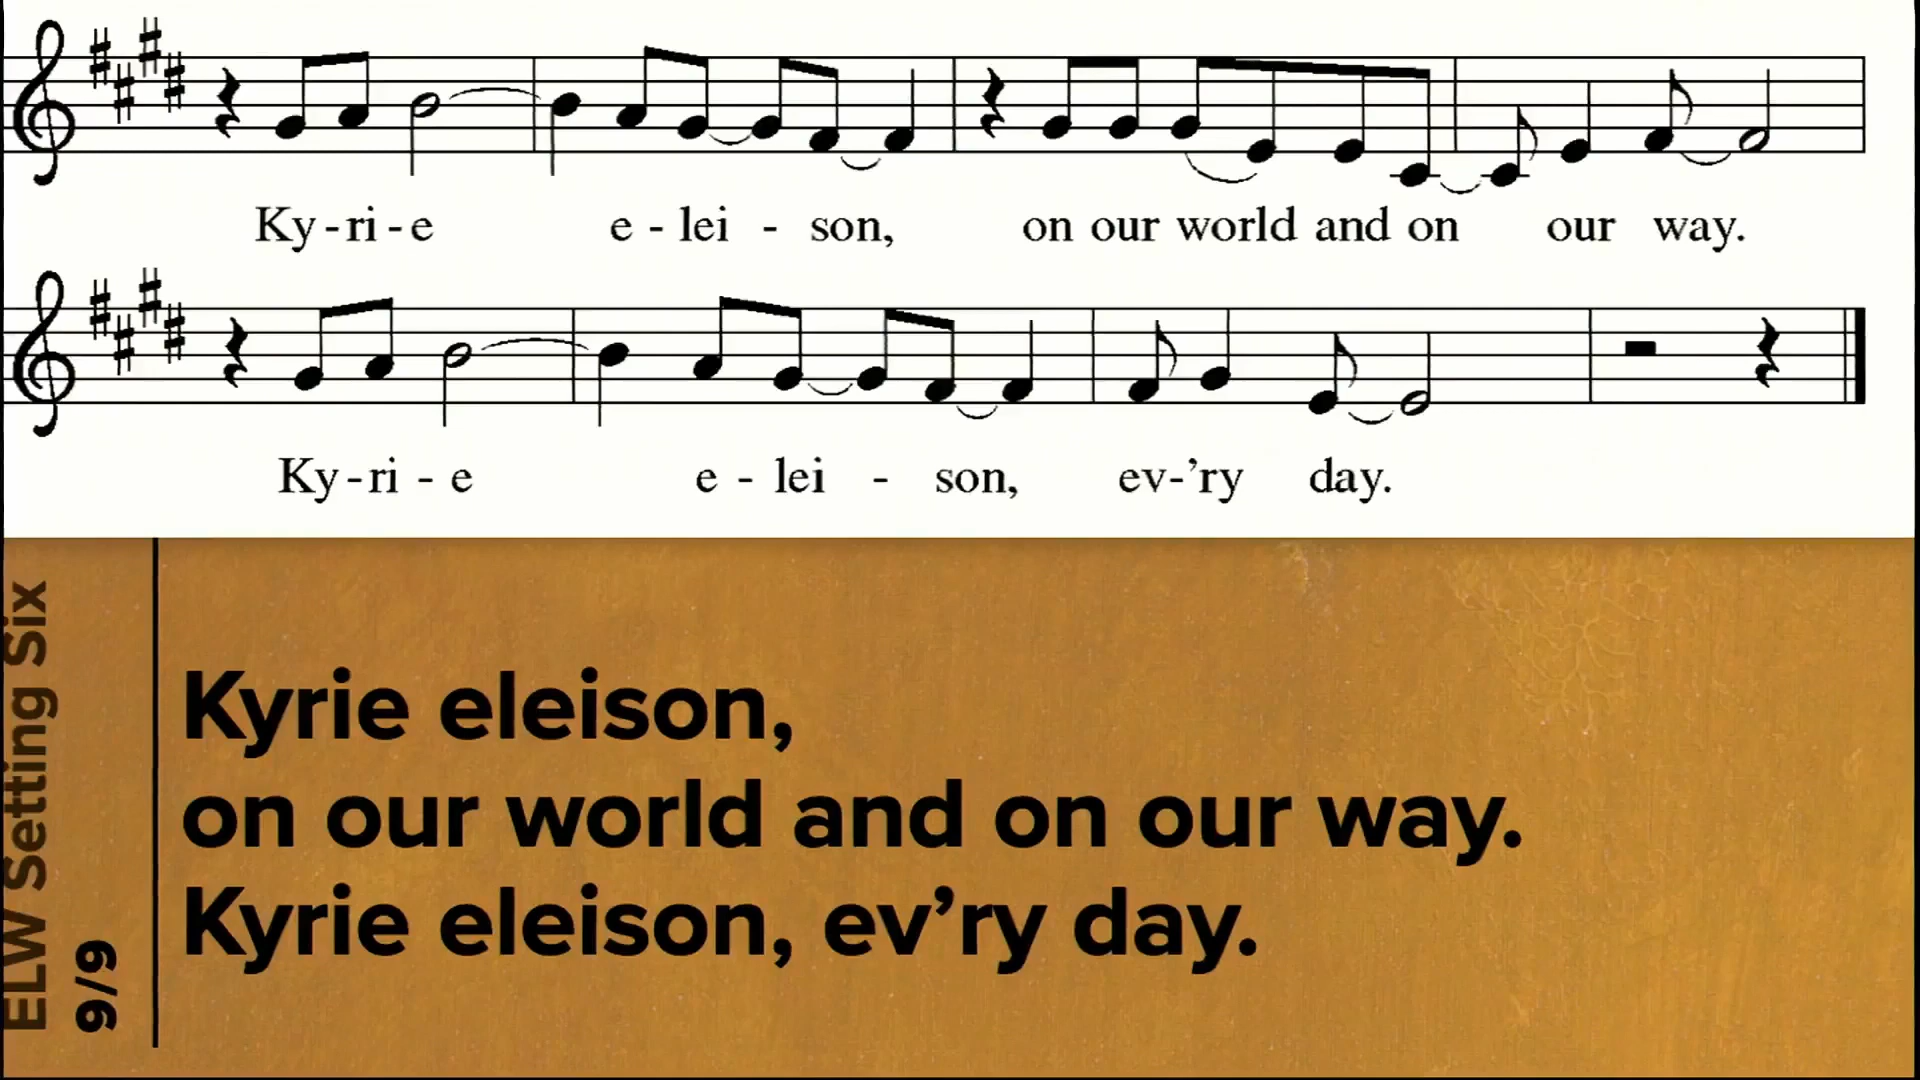 Ky - ri - e e - lei - son, on our world and on our way.
Ky - ri - e e - lei - son, ev-’ry day.
ELW Setting Six
9/9
Kyrie eleison,
on our world and on our way.
Kyrie eleison, ev’ry day.